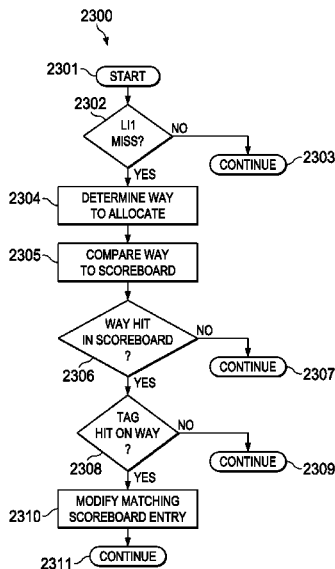 2300
2301
START
2302
LI1
MISS?
NO
CONTINUE
2303
YES
2304
DETERMINE WAY
TO ALLOCATE
2305
COMPARE WAY
TO SCOREBOARD
WAY HIT
IN SCOREBOARD
?
NO
2306
YES
CONTINUE
2307
TAG
HIT ON WAY
?
NO
2308
YES
CONTINUE
2309
2310
MODIFY MATCHING
SCOREBOARD ENTRY
2311
CONTINUE